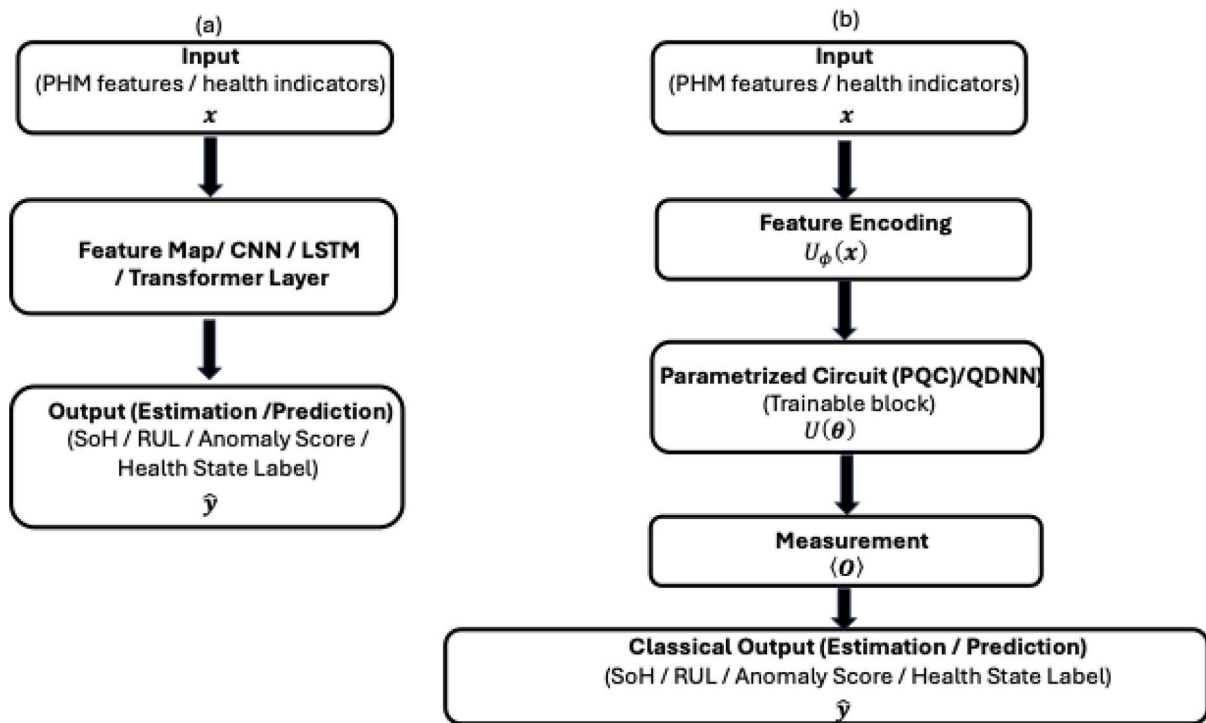 (a)
Input
(PHM features / health indicators)
x
Feature Map/ CNN / LSTM
/ Transformer Layer
Output (Estimation /Prediction)
(SoH / RUL / Anomaly Score /
Health State Label)
ŷ
(b)
Input
(PHM features / health indicators)
x
Feature Encoding
U_ϕ(x)
Parametrized Circuit (PQC)/QDNN)
(Trainable block)
U(θ)
Measurement
⟨O⟩
Classical Output (Estimation / Prediction)
(SoH / RUL / Anomaly Score / Health State Label)
ŷ